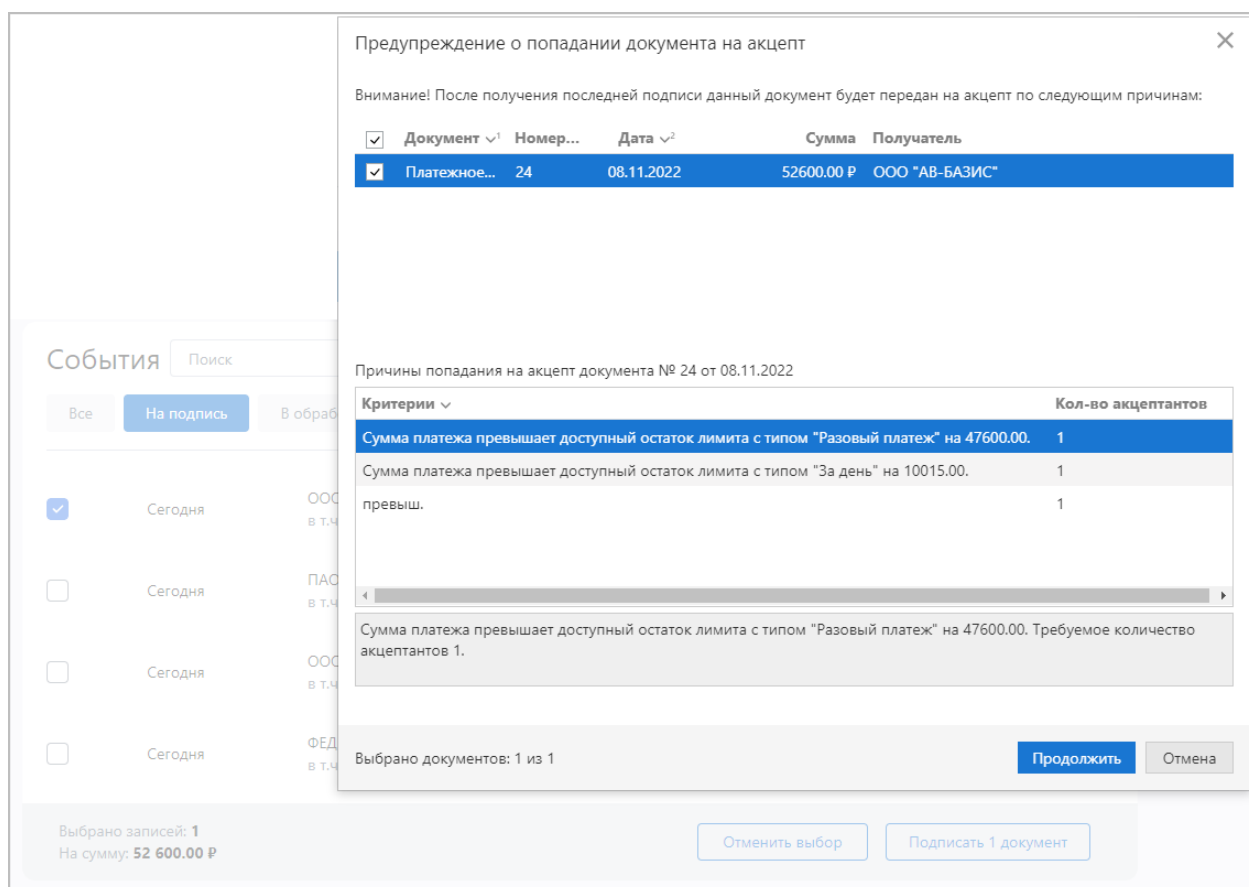 Предупреждение о попадании документа на акцепт
Внимание! После получения последней подписи данный документ будет передан на акцепт по следующим причинам:
Документ 1 Номер... Дата 2 Сумма Получатель
Платежное... 24 08.11.2022 52600.00 ₽ ООО "АВ-БАЗИС"
Причины попадания на акцепт документа № 24 от 08.11.2022
Критерии Кол-во акцептантов
Сумма платежа превышает доступный остаток лимита с типом "Разовый платеж" на 47600.00. 1
Сумма платежа превышает доступный остаток лимита с типом "За день" на 10015.00. 1
превыш. 1
Сумма платежа превышает доступный остаток лимита с типом "Разовый платеж" на 47600.00. Требуемое количество
акцептантов 1.
Выбрано документов: 1 из 1 Продолжить Отмена
События Поиск
Все На подпись В обраб
Сегодня ООО
в т.ч
Сегодня ПАО
в т.ч
Сегодня ООО
в т.ч
Сегодня ФЕД
в т.ч
Выбрано записей: 1
На сумму: 52 600.00 ₽
Отменить выбор Подписать 1 документ